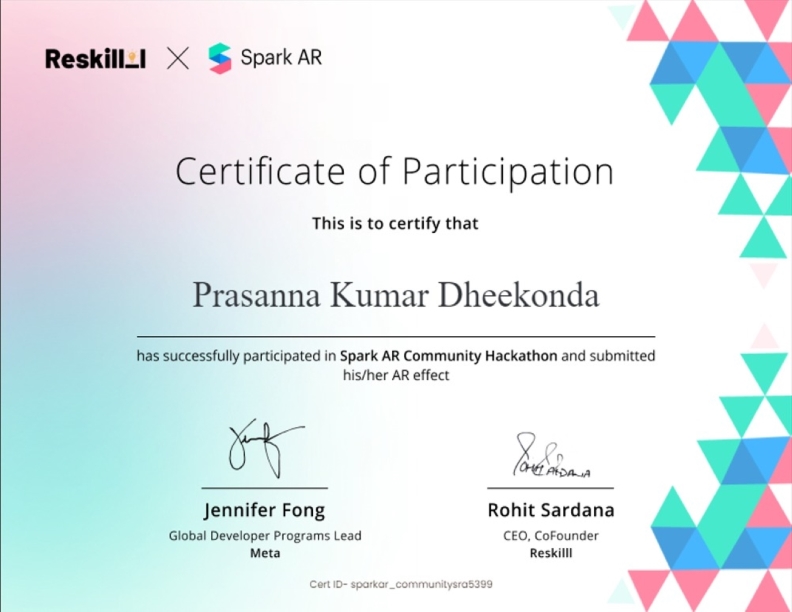 Reskilll X Spark AR
Certificate of Participation
This is to certify that
Prasanna Kumar Dheekonda
has successfully participated in Spark AR Community Hackathon and submitted
his/her AR effect
Jennifer Fong
Global Developer Programs Lead
Meta
Rohit Sardana
CEO, CoFounder
Reskilll
Cert ID- sparkar_communitysra5399